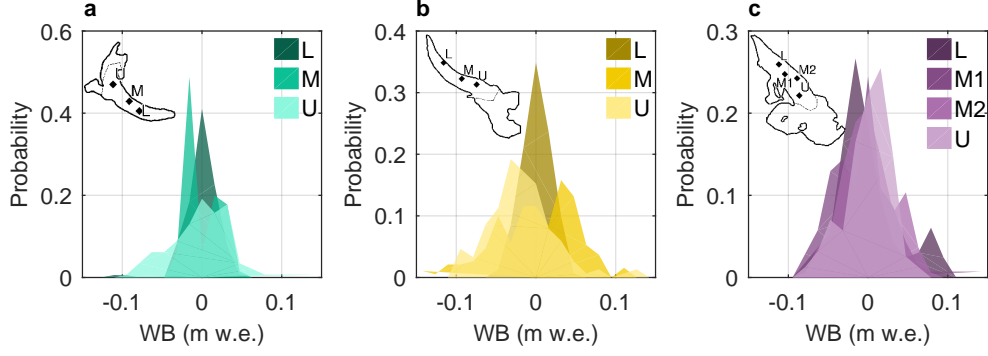 a
0.6
0.4
0.2
0
Probability
-0.1
0
0.1
WB (m w.e.)
L
M
U
U
M
L
b
0.4
0.3
0.2
0.1
0
Probability
-0.1
0
0.1
WB (m w.e.)
L
M
U
L
M
U
c
0.3
0.2
0.1
0
Probability
-0.1
0
0.1
WB (m w.e.)
L
M1
M2
U
L
M2
M1
U